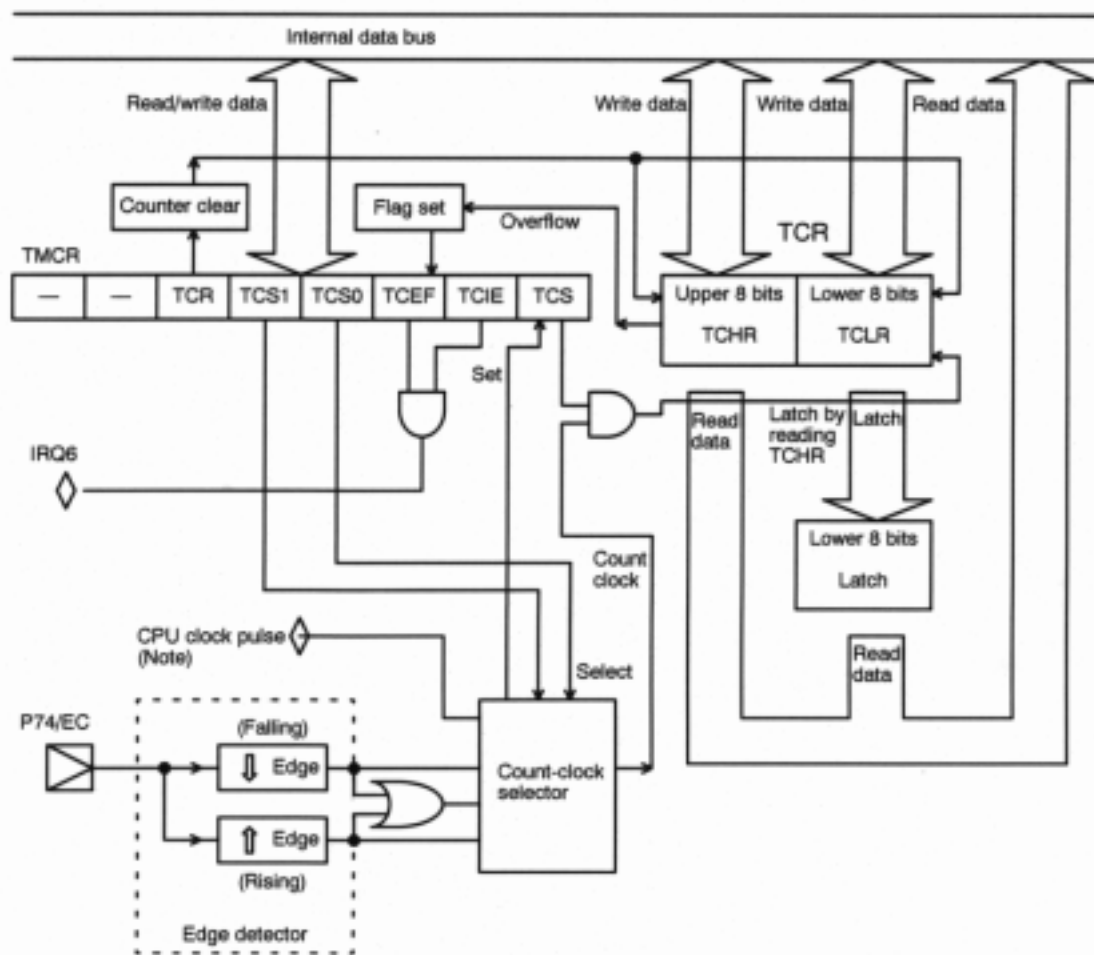 Internal data bus
Read/write data
Write data
Write data
Read data
Counter clear
Flag set
Overflow
TCR
TMCR
—
—
TCR
TCS1
TCS0
TCEF
TCIE
TCS
Upper 8 bits
TCHR
Lower 8 bits
TCLR
Set
Read
data
Latch by
reading
TCHR
Latch
IRQ6
Lower 8 bits
Latch
Count
clock
CPU clock pulse
(Note)
Select
Read
data
P74/EC
(Falling)
Edge
Count-clock
selector
Edge
(Rising)
Edge detector